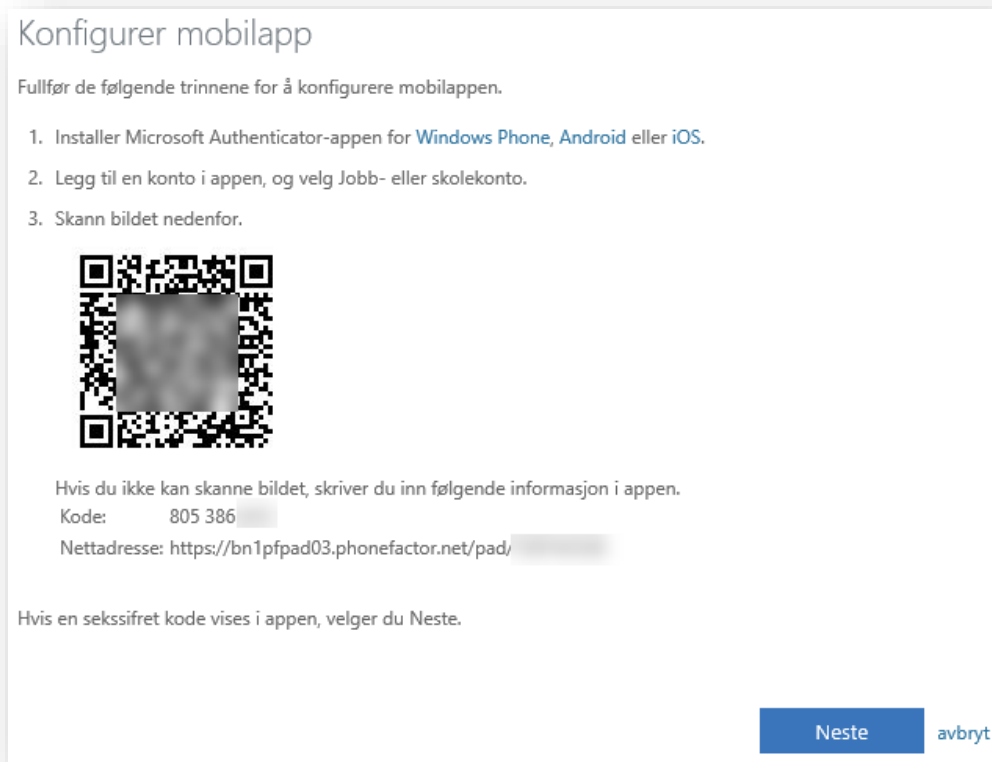 Konfigurer mobilapp
Fullfør de følgende trinnene for å konfigurere mobilappen.
1. Installer Microsoft Authenticator-appen for Windows Phone, Android eller iOS.
2. Legg til en konto i appen, og velg Jobb- eller skolekonto.
3. Skann bildet nedenfor.
Hvis du ikke kan skanne bildet, skriver du inn følgende informasjon i appen.
Kode: 805 386
Nettadresse: https://bn1pfpad03.phonefactor.net/pad/
Hvis en sekssifret kode vises i appen, velger du Neste.
Neste avbryt